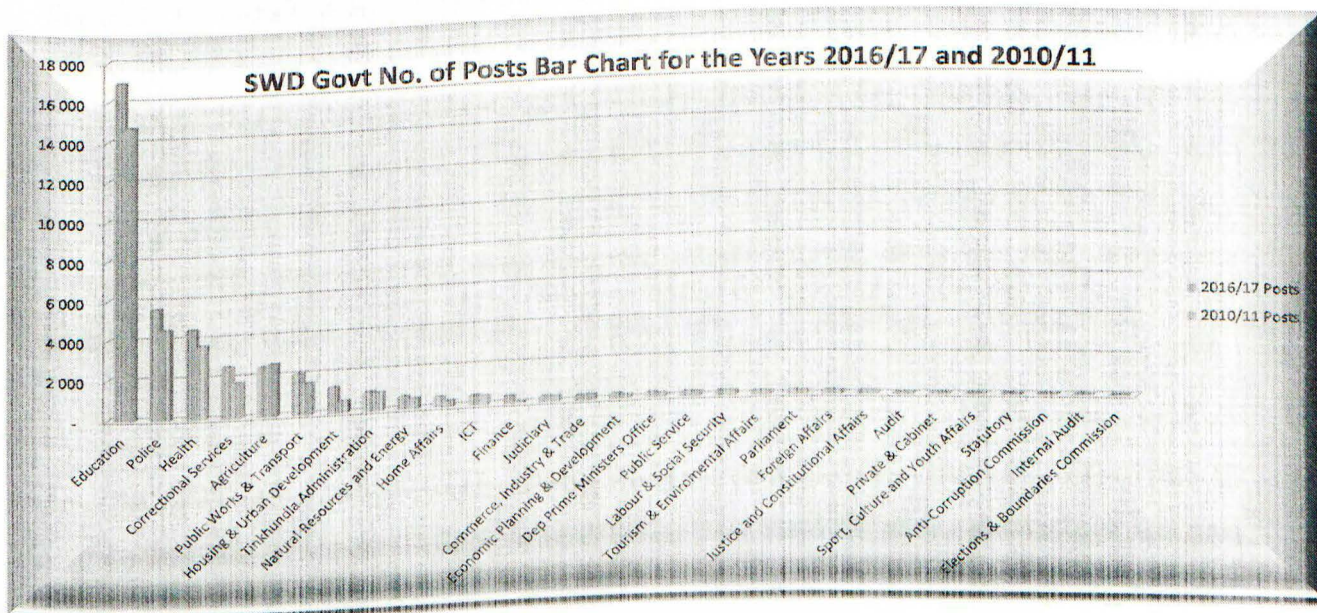 SWD Govt No. of Posts Bar Chart for the Years 2016/17 and 2010/11
18 000
16 000
14 000
12 000
10 000
8 000
6 000
4 000
2 000
-
2016/17 Posts
2010/11 Posts
Education
Police
Health
Correctional Services
Agriculture
Public Works & Transport
Housing & Urban Development
Tinkhundla Administration
Natural Resources and Energy
Home Affairs
ICT
Finance
Judiciary
Commerce, Industry & Trade
Economic Planning & Development
Dep Prime Ministers Office
Public Service
Labour & Social Security
Tourism & Enviromental Affairs
Parliament
Foreign Affairs
Justice and Constitutional Affairs
Audit
Private & Cabinet
Sport, Culture and Youth Affairs
Statutory
Anti-Corruption Commission
Internal Audit
Elections & Boundaries Commission